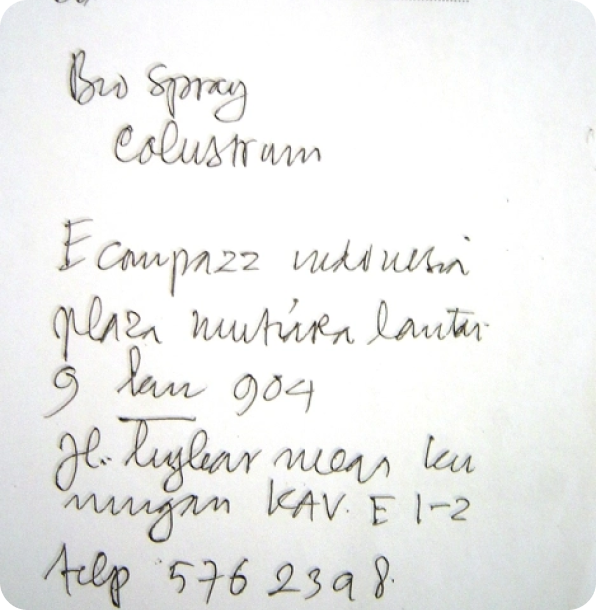 Bio Spray
Colustrum
Ecompazz indonesia
plaza mutiara lantai
9 904
Jl. lingkar mega ku
ningan KAV. E 1-2
telp 576 2398.